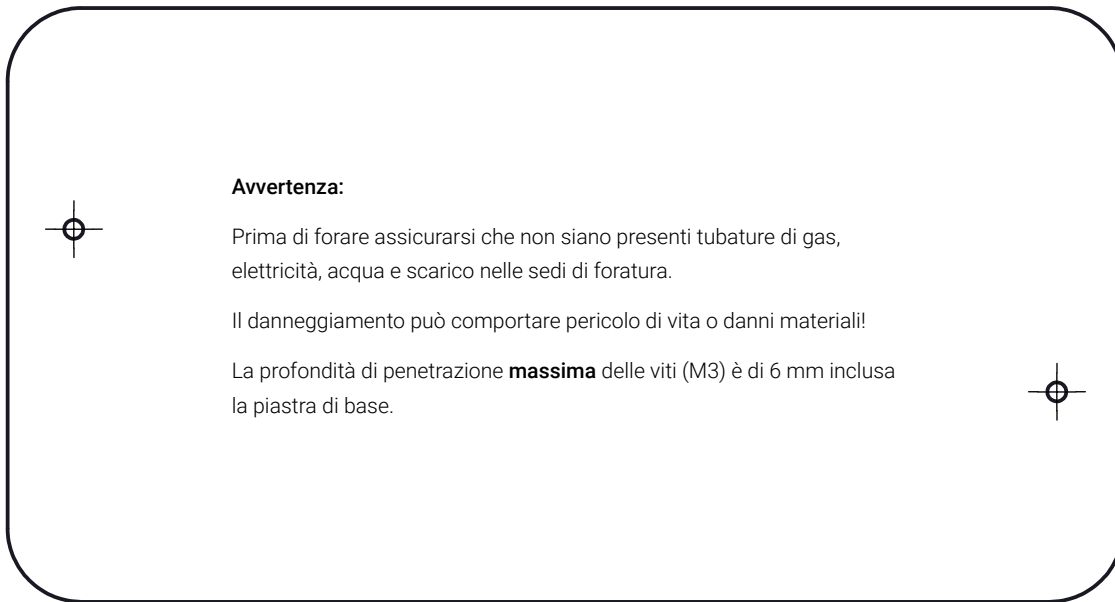 Avvertenza:
Prima di forare assicurarsi che non siano presenti tubature di gas,
elettricità, acqua e scarico nelle sedi di foratura.
Il danneggiamento può comportare pericolo di vita o danni materiali!
La profondità di penetrazione massima delle viti (M3) è di 6 mm inclusa
la piastra di base.